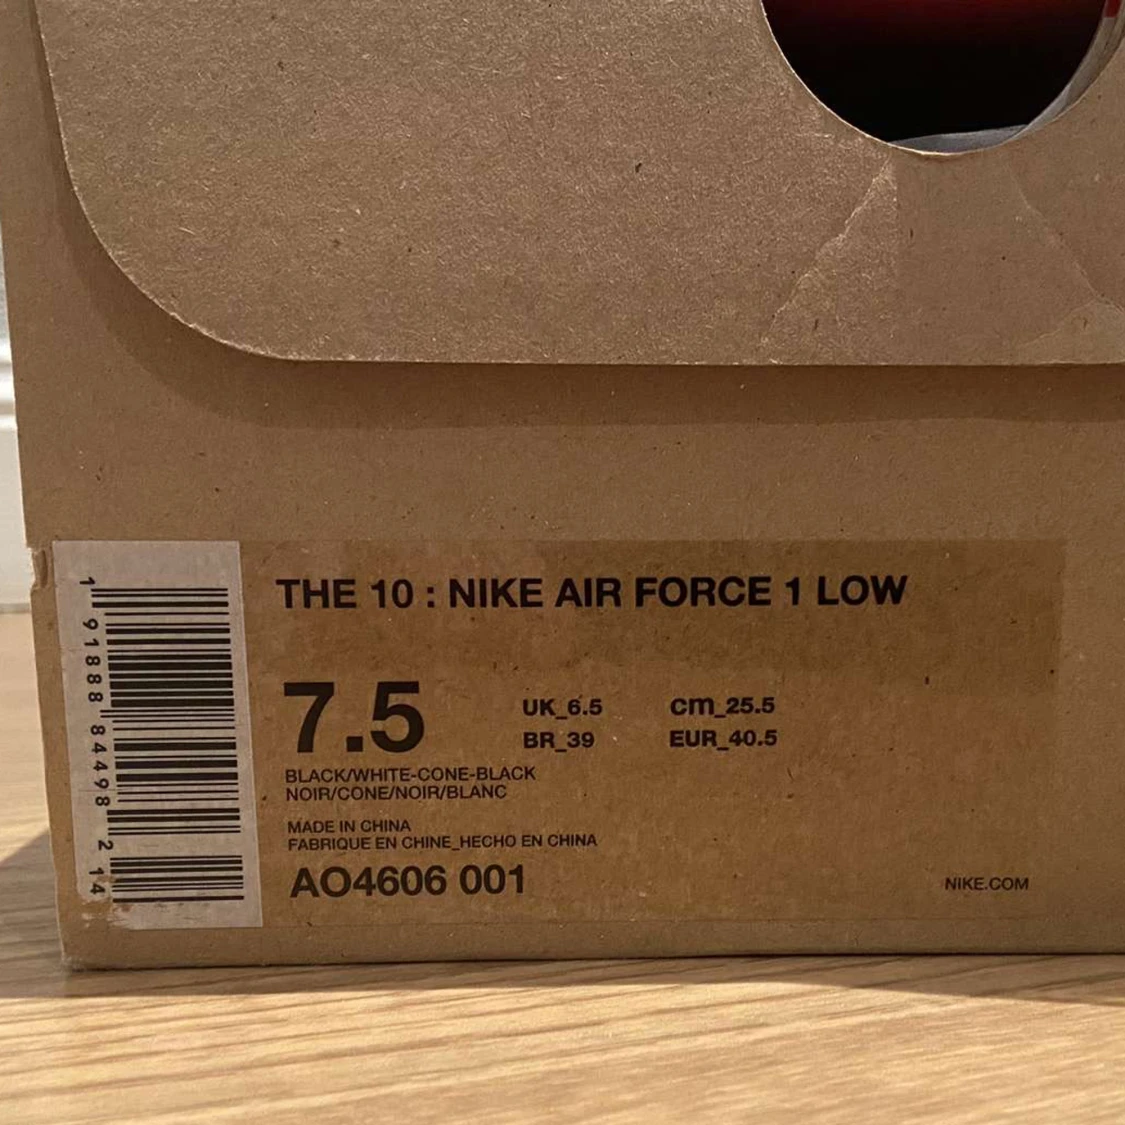 THE 10 : NIKE AIR FORCE 1 LOW
7.5
UK_6.5 cm_25.5
BR_39 EUR_40.5
BLACK/WHITE-CONE-BLACK
NOIR/CONE/NOIR/BLANC
MADE IN CHINA
FABRIQUE EN CHINE_HECHO EN CHINA
AO4606 001
NIKE.COM
1 91888 84498 2 14